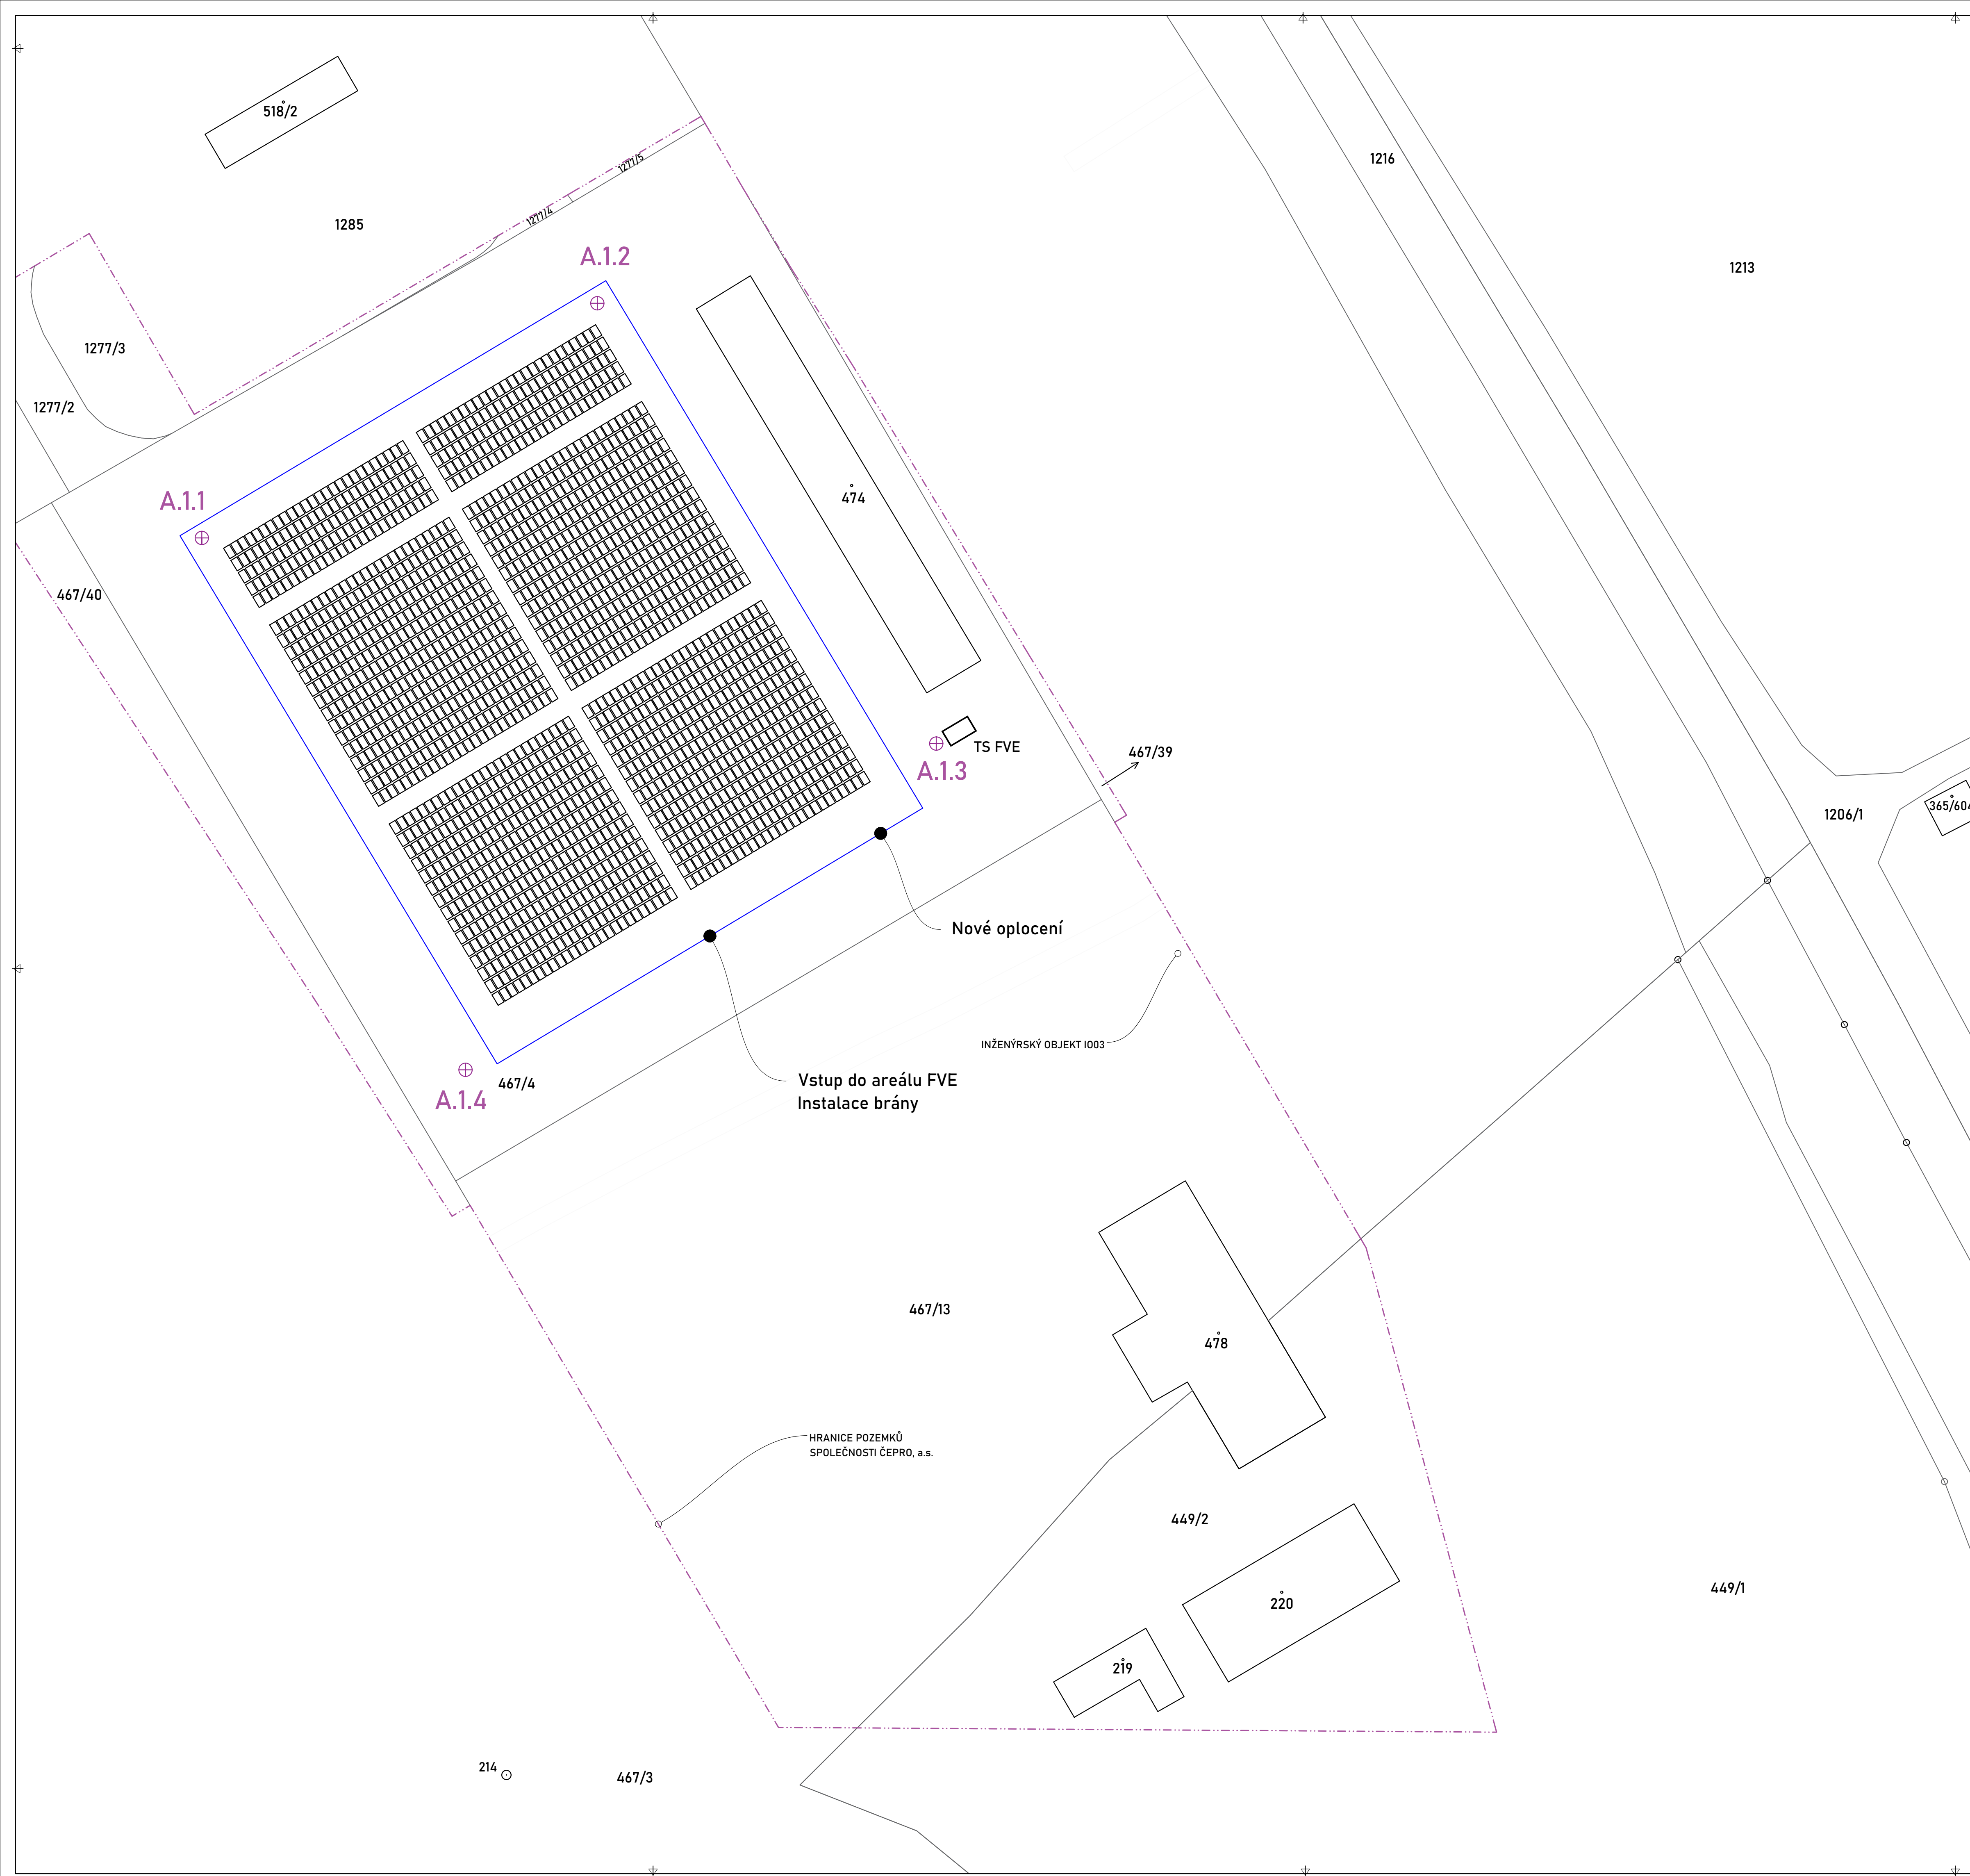 518/2
1216
1277/5
1277/4
1285
A.1.2
1213
1277/3
1277/2
A.1.1
474
467/40
TS FVE
467/39
A.1.3
365/604
1206/1
Nové oplocení
INŽENÝRSKÝ OBJEKT IO03
Vstup do areálu FVE
Instalace brány
467/4
A.1.4
467/13
478
HRANICE POZEMKŮ
SPOLEČNOSTI ČEPRO, a.s.
449/2
449/1
220
219
214
467/3